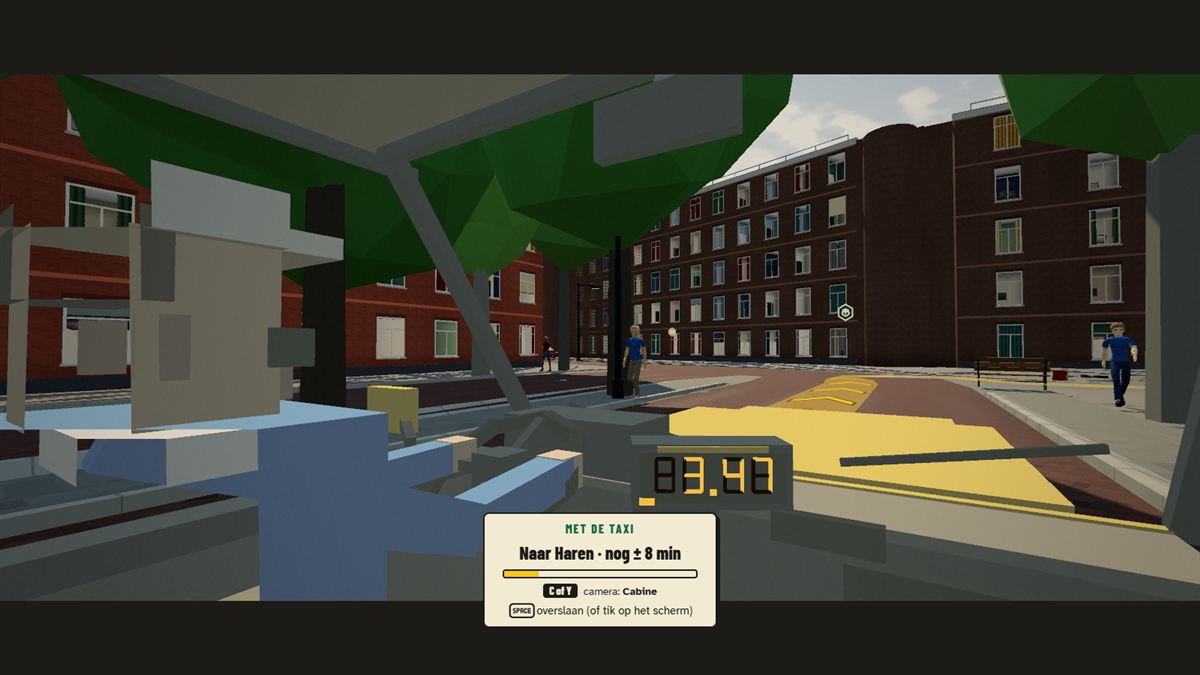 3.47
MET DE TAXI
Naar Haren · nog ± 8 min
C of Y camera: Cabine
SPACE overslaan (of tik op het scherm)